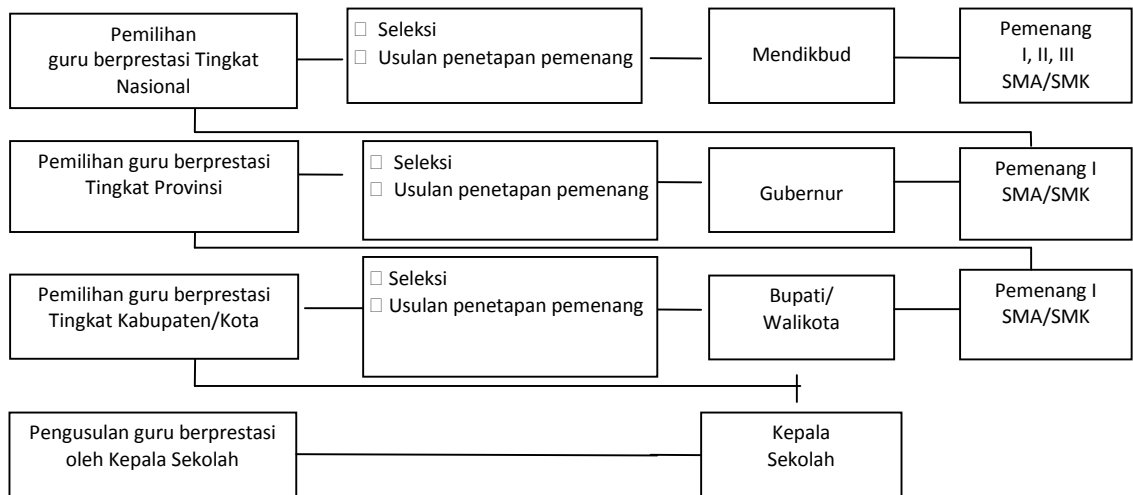 Pemilihan
guru berprestasi Tingkat
Nasional
□ Seleksi
□ Usulan penetapan pemenang
Mendikbud
Pemenang
I, II, III
SMA/SMK
Pemilihan guru berprestasi
Tingkat Provinsi
□ Seleksi
□ Usulan penetapan pemenang
Gubernur
Pemenang I
SMA/SMK
Pemilihan guru berprestasi
Tingkat Kabupaten/Kota
□ Seleksi
□ Usulan penetapan pemenang
Bupati/
Walikota
Pemenang I
SMA/SMK
Pengusulan guru berprestasi
oleh Kepala Sekolah
Kepala
Sekolah